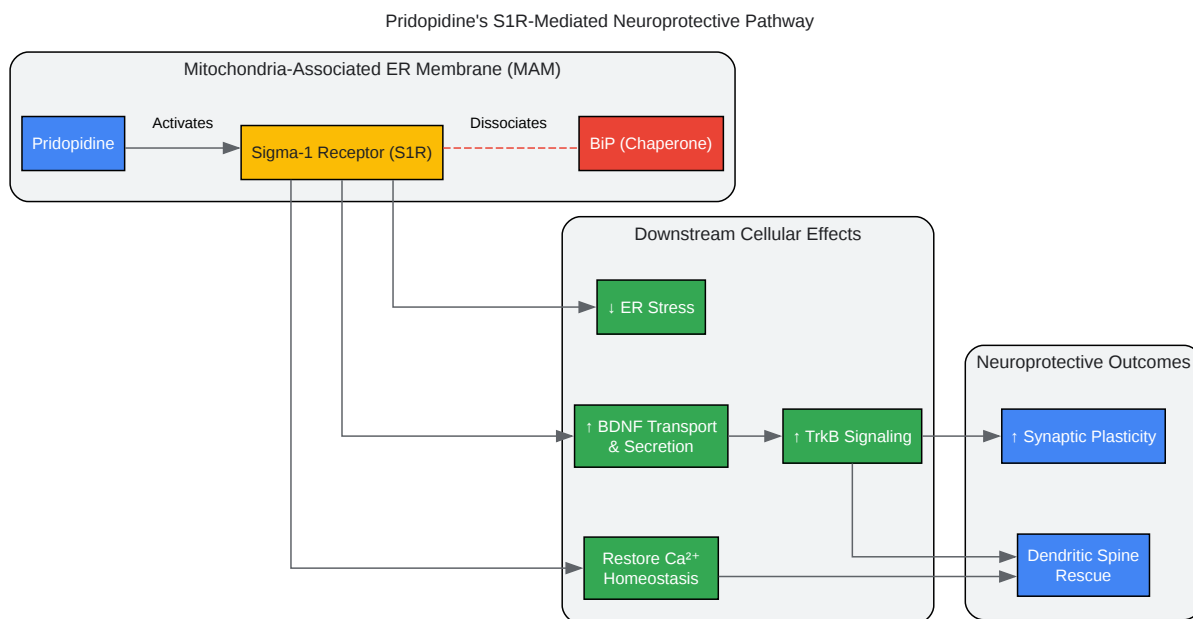 Pridopidine's S1R-Mediated Neuroprotective Pathway
Mitochondria-Associated ER Membrane (MAM)
Pridopidine
Activates
Sigma-1 Receptor (S1R)
Dissociates
BiP (Chaperone)
Downstream Cellular Effects
↓ ER Stress
↑ BDNF Transport
& Secretion
↑ TrkB Signaling
Restore Ca²⁺
Homeostasis
Neuroprotective Outcomes
↑ Synaptic Plasticity
Dendritic Spine
Rescue